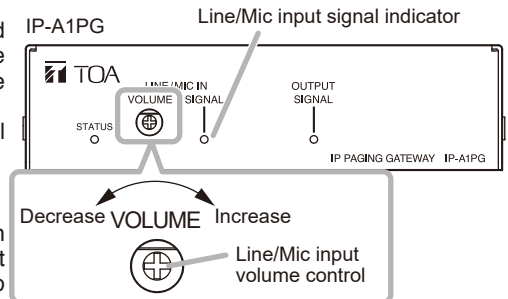 Line/Mic input signal indicator
IP-A1PG
TOA
LINE/MIC IN
VOLUME SIGNAL
OUTPUT
SIGNAL
STATUS
IP PAGING GATEWAY IP-A1PG
Decrease VOLUME Increase
Line/Mic input
volume control